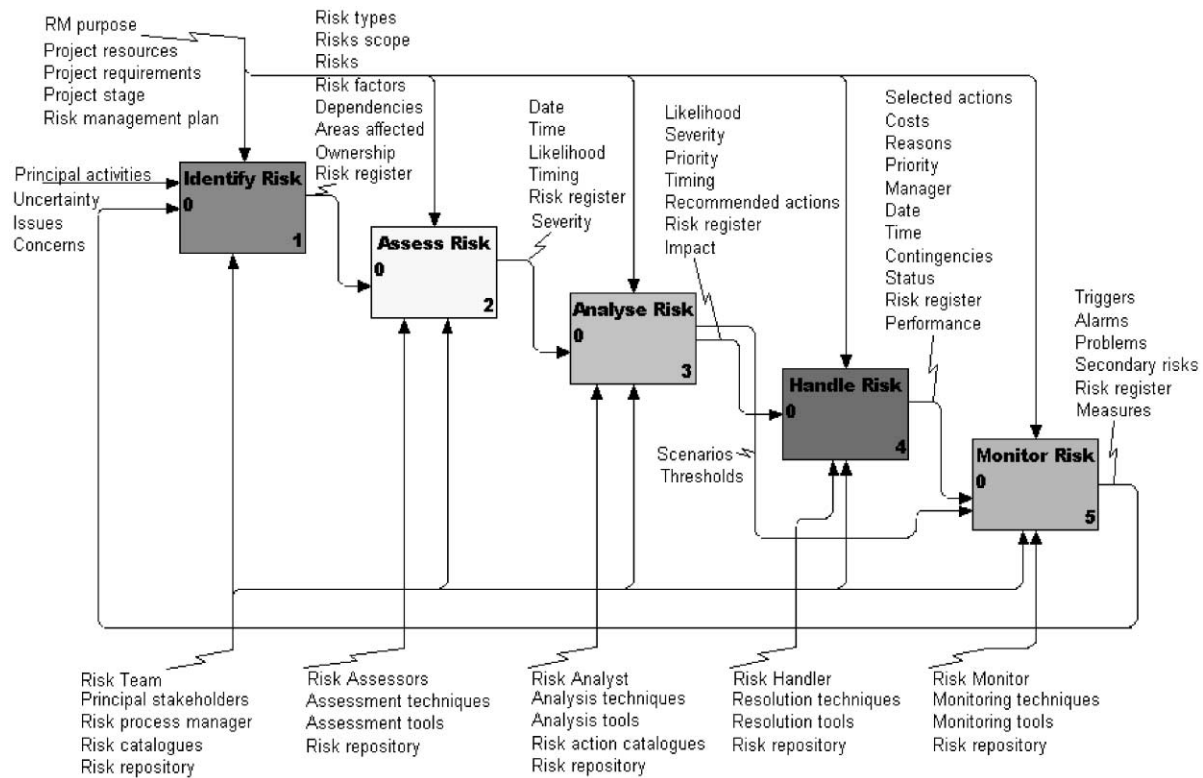 RM purpose
Project resources
Project requirements
Project stage
Risk management plan
Principal activities
Uncertainty
Issues
Concerns
Identify Risk
0
1
Risk types
Risks scope
Risks
Risk factors
Dependencies
Areas affected
Ownership
Risk register
Assess Risk
0
2
Date
Time
Likelihood
Timing
Risk register
Severity
Analyse Risk
0
3
Likelihood
Severity
Priority
Timing
Recommended actions
Risk register
Impact
Scenarios
Thresholds
Handle Risk
0
4
Selected actions
Costs
Reasons
Priority
Manager
Date
Time
Contingencies
Status
Risk register
Performance
Monitor Risk
0
5
Triggers
Alarms
Problems
Secondary risks
Risk register
Measures
Risk Team
Principal stakeholders
Risk process manager
Risk catalogues
Risk repository
Risk Assessors
Assessment techniques
Assessment tools
Risk repository
Risk Analyst
Analysis techniques
Analysis tools
Risk action catalogues
Risk repository
Risk Handler
Resolution techniques
Resolution tools
Risk repository
Risk Monitor
Monitoring techniques
Monitoring tools
Risk repository